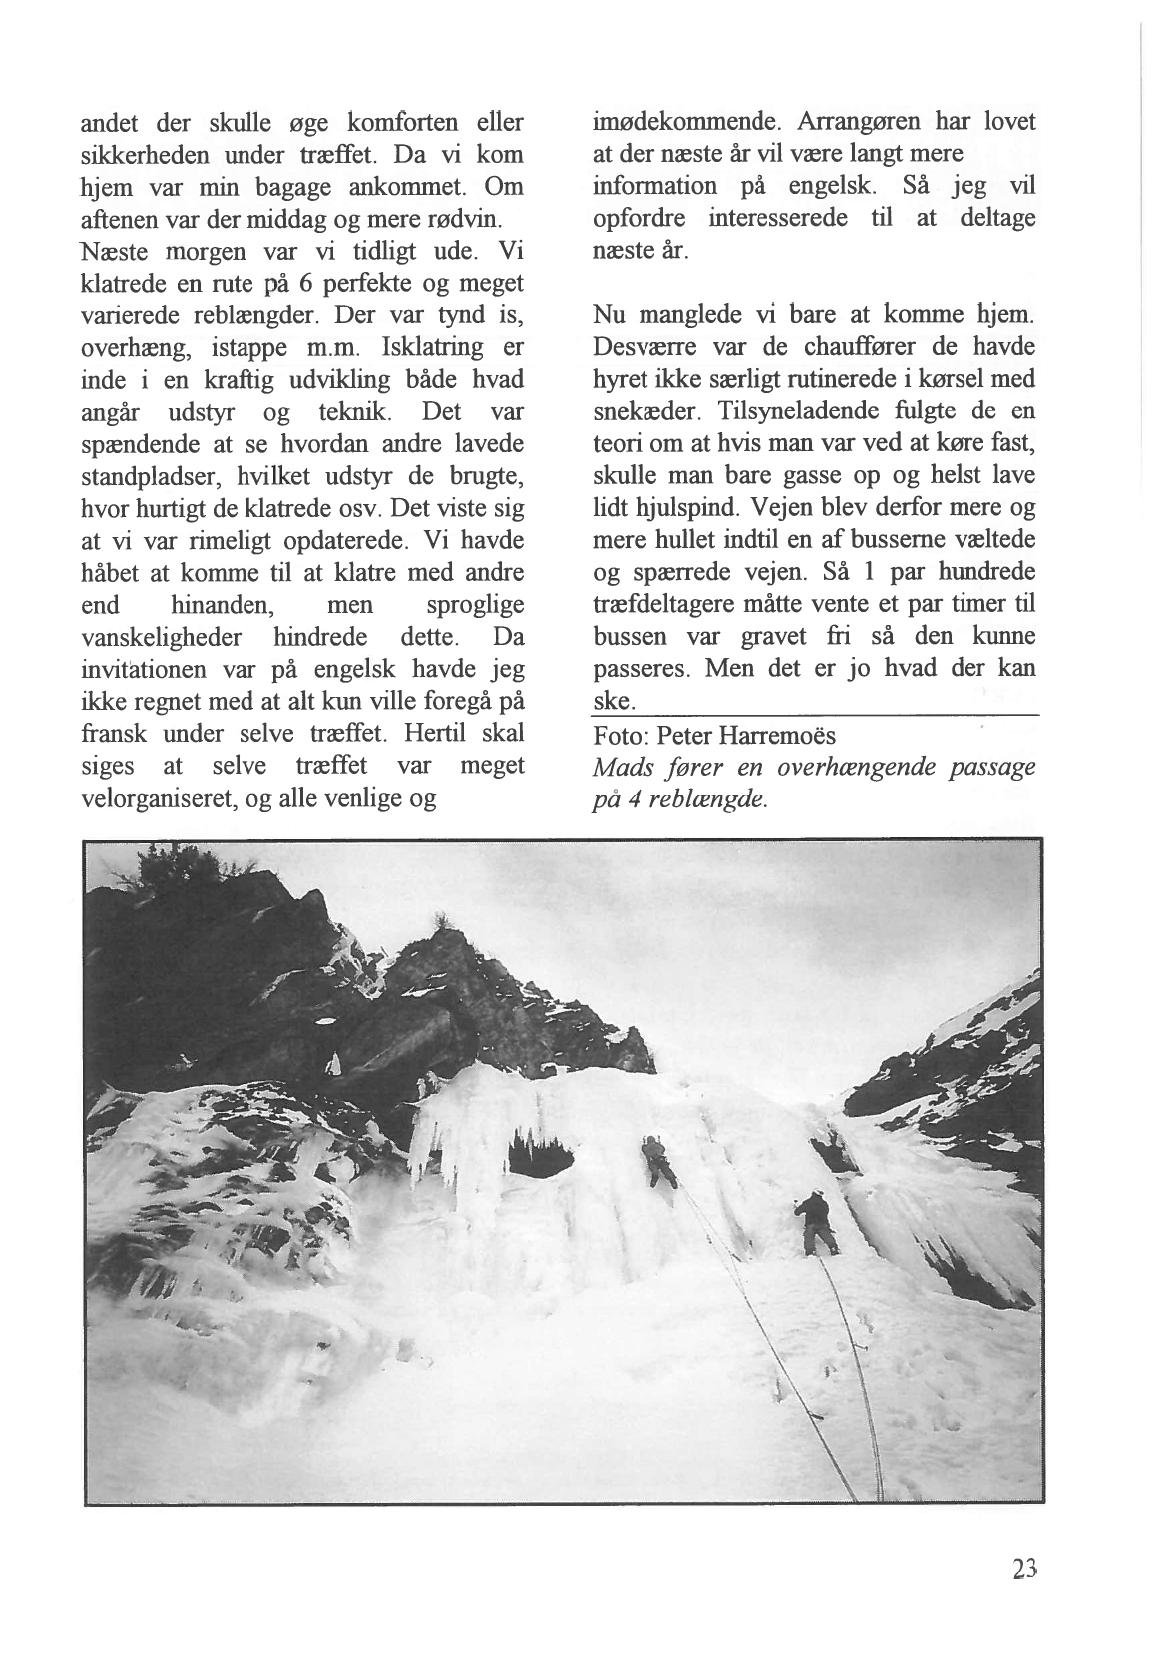 andet der skulle øge komforten eller
sikkerheden under træffet. Da vi kom
hjem var min bagage ankommet. Om
aftenen var der middag og mere rødvin.
Næste morgen var vi tidligt ude. Vi
klatrede en rute på 6 perfekte og meget
varierede reblængder. Der var tynd is,
overhæng, istappe m.m. Isklatring er
inde i en kraftig udvikling både hvad
angår udstyr og teknik. Det var
spændende at se hvordan andre lavede
standpladser, hvilket udstyr de brugte,
hvor hurtigt de klatrede osv. Det viste sig
at vi var rimeligt opdaterede. Vi havde
håbet at komme til at klatre med andre
end hinanden, men sproglige
vanskeligheder hindrede dette. Da
invitationen var på engelsk havde jeg
ikke regnet med at alt kun ville foregå på
fransk under selve træffet. Hertil skal
siges at selve træffet var meget
velorganiseret, og alle venlige og
imødekommende. Arrangøren har lovet
at der næste år vil være langt mere
information på engelsk. Så jeg vil
opfordre interesserede til at deltage
næste år.
Nu manglede vi bare at komme hjem.
Desværre var de chauffører de havde
hyret ikke særligt rutinerede i kørsel med
snekæder. Tilsyneladende fulgte de en
teori om at hvis man var ved at køre fast,
skulle man bare gasse op og helst lave
lidt hjulspind. Vejen blev derfor mere og
mere hullet indtil en af busserne væltede
og spærrede vejen. Så 1 par hundrede
træfdeltagere måtte vente et par timer til
bussen var gravet fri så den kunne
passeres. Men det er jo hvad der kan
ske.
Foto: Peter Harremoës
Mads fører en overhængende passage
på 4 reblængde.
23